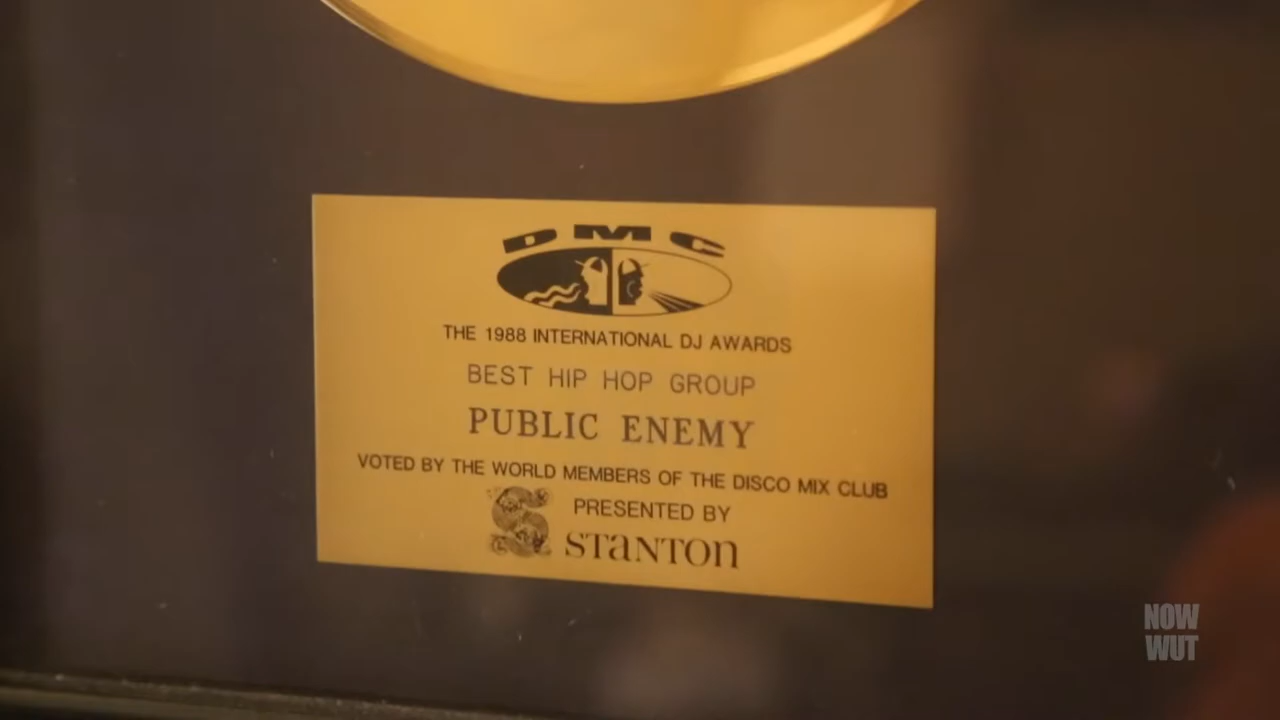 DMC
THE 1988 INTERNATIONAL DJ AWARDS
BEST HIP HOP GROUP
PUBLIC ENEMY
VOTED BY THE WORLD MEMBERS OF THE DISCO MIX CLUB
PRESENTED BY
STANTON
NOW
WUT